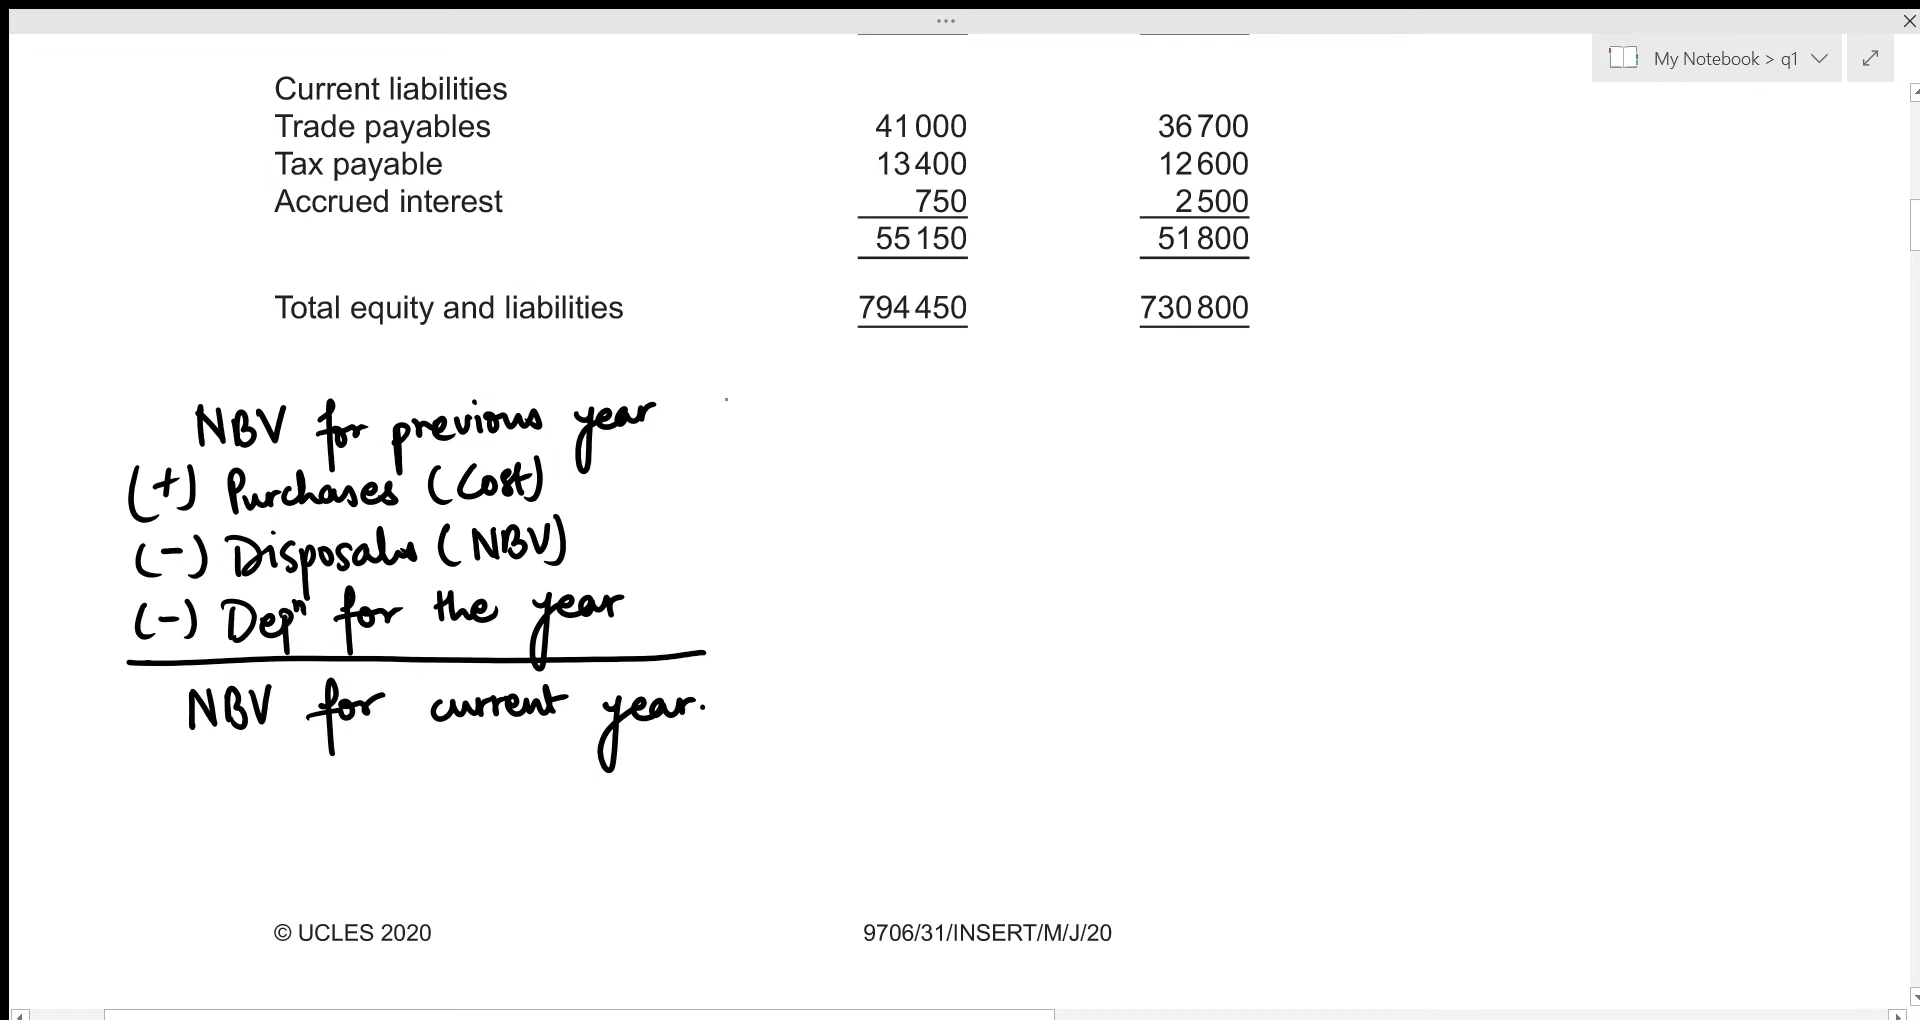 My Notebook > q1
Current liabilities
Trade payables 41 000 36 700
Tax payable 13 400 12 600
Accrued interest 750 2 500
55 150 51 800
Total equity and liabilities 794 450 730 800
NBV for previous year
(+) Purchases (Cost)
(-) Disposals (NBV)
(-) Depⁿ for the year
NBV for current year.
© UCLES 2020 9706/31/INSERT/M/J/20